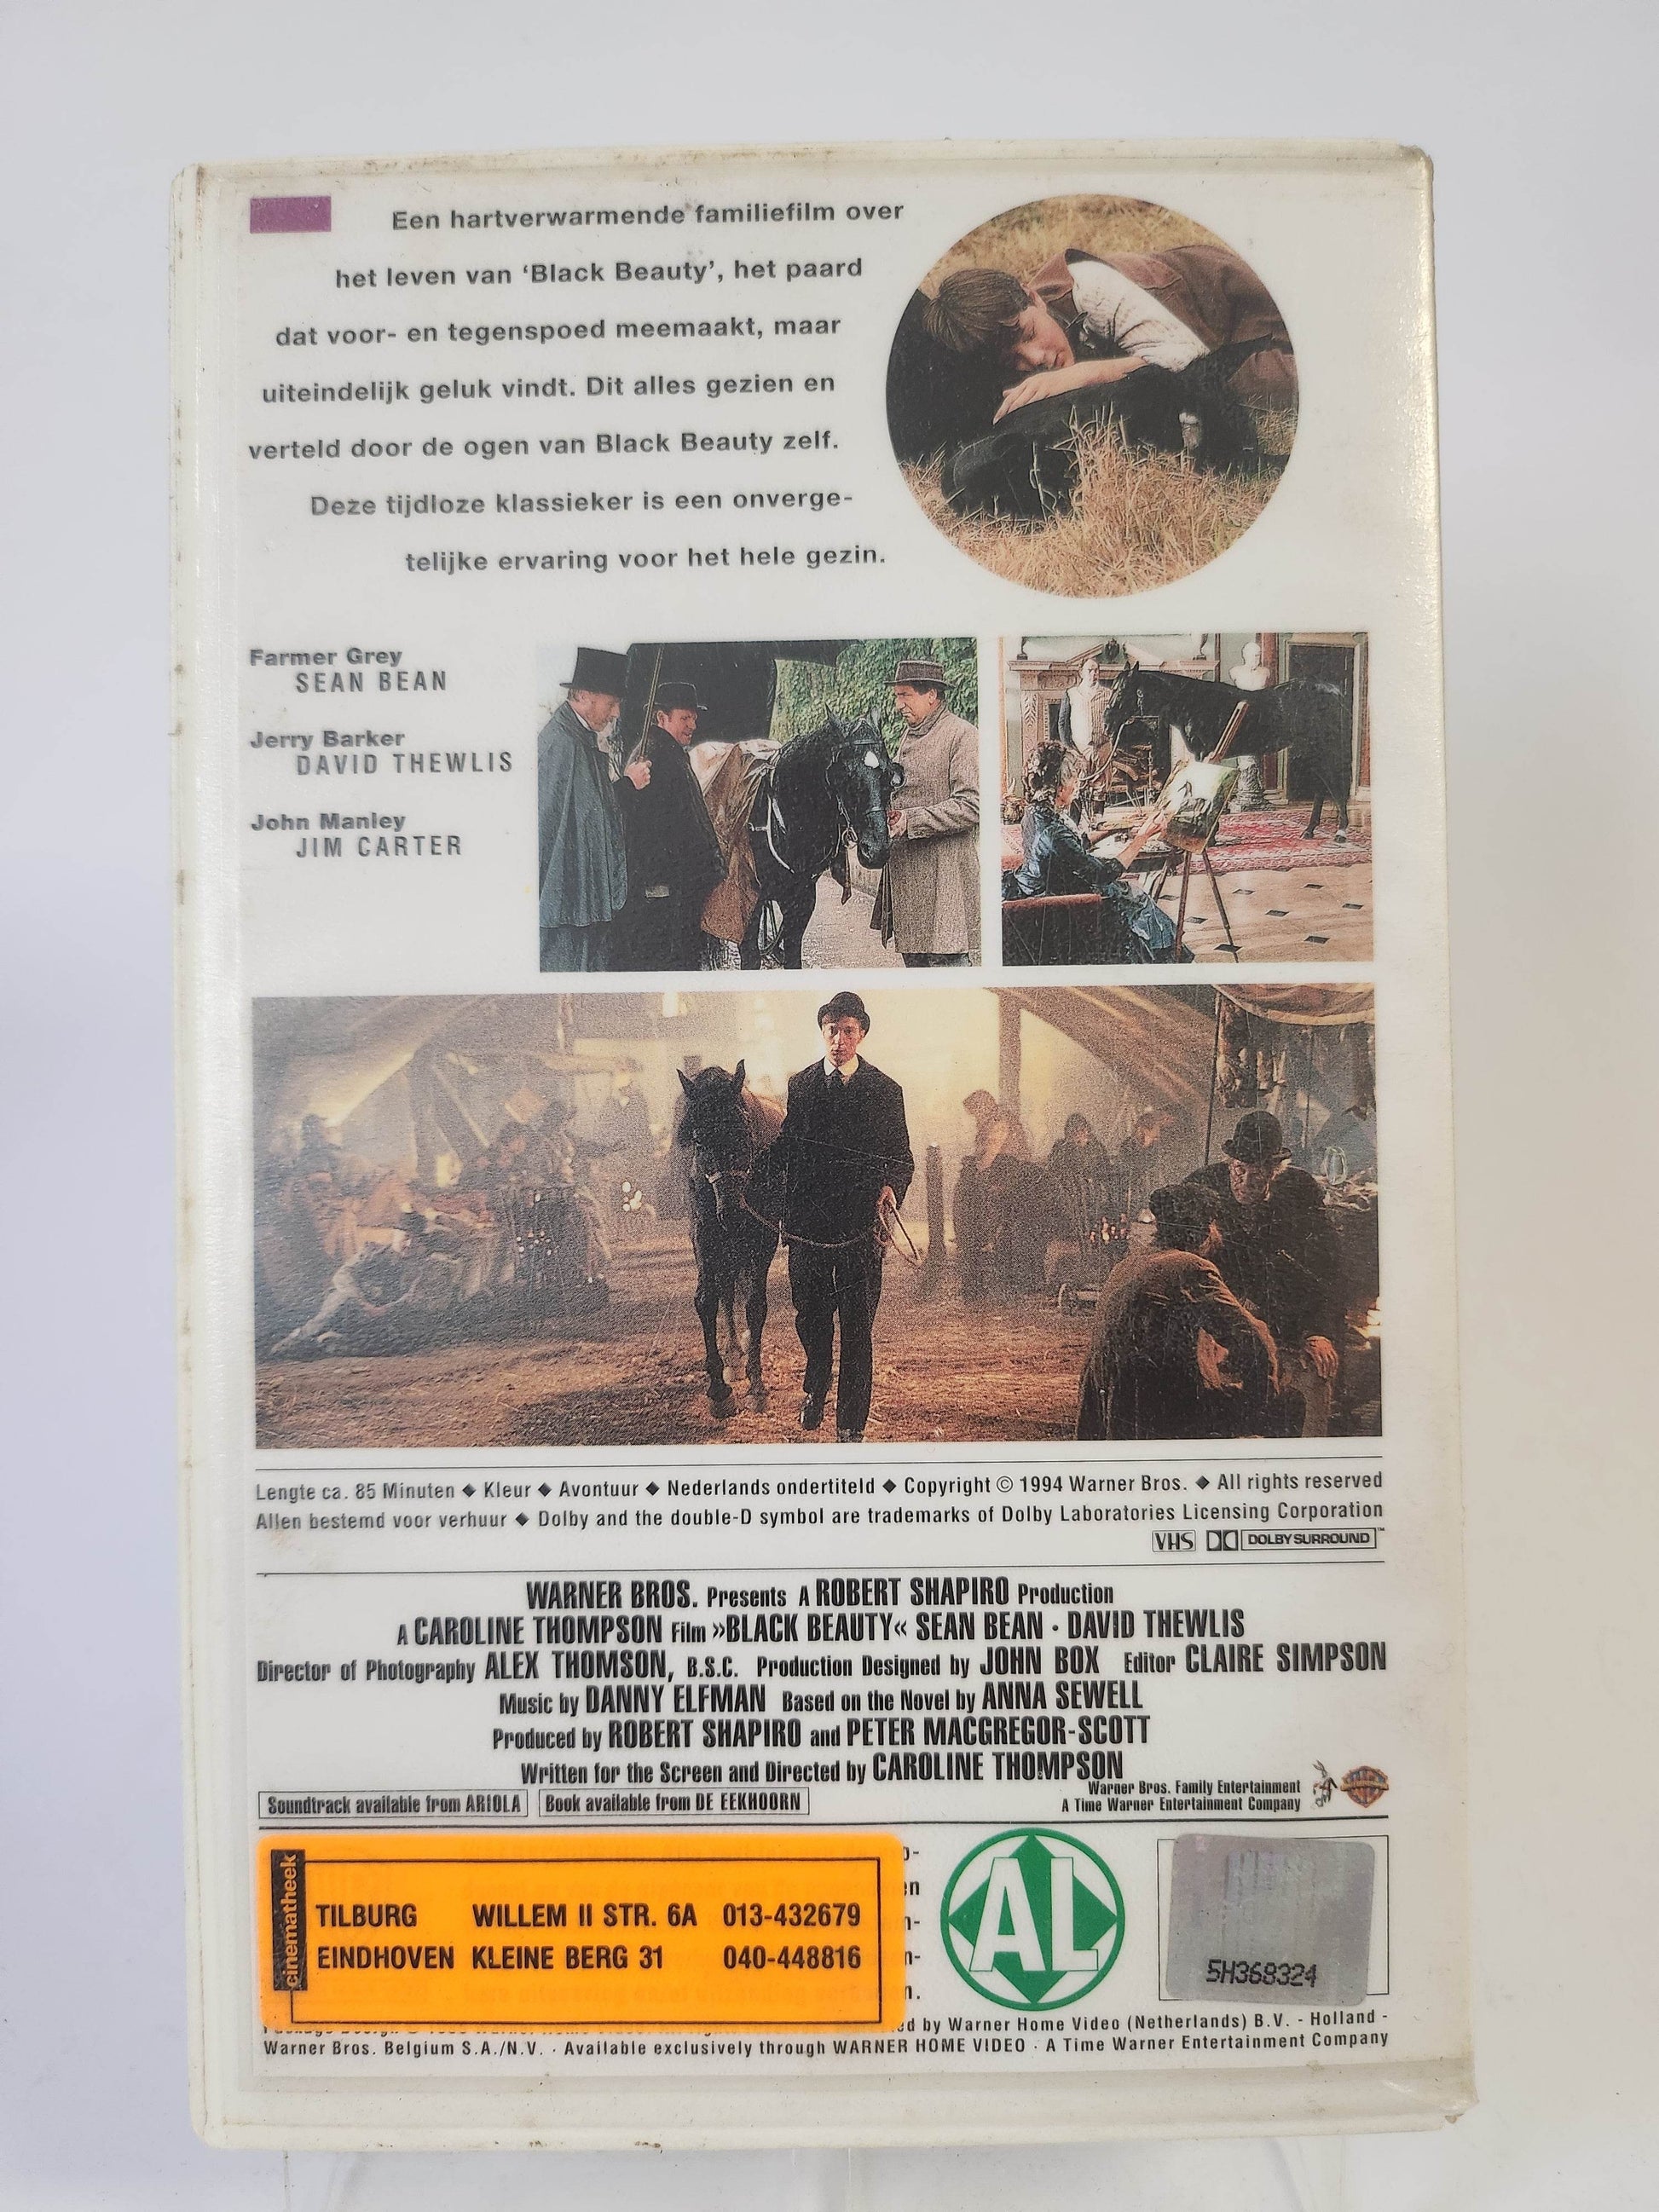 Een hartverwarmende familiefilm over
het leven van ‘Black Beauty’, het paard
dat voor- en tegenspoed meemaakt, maar
uiteindelijk geluk vindt. Dit alles gezien en
verteld door de ogen van Black Beauty zelf.
Deze tijdloze klassieker is een onverge-
telijke ervaring voor het hele gezin.
Farmer Grey
SEAN BEAN
Jerry Barker
DAVID THEWLIS
John Manley
JIM CARTER
Lengte ca. 85 Minuten ◆ Kleur ◆ Avontuur ◆ Nederlands ondertiteld ◆ Copyright © 1994 Warner Bros. ◆ All rights reserved
Allen bestemd voor verhuur ◆ Dolby and the double-D symbol are trademarks of Dolby Laboratories Licensing Corporation
VHS DOLBY SURROUND™
WARNER BROS. Presents A ROBERT SHAPIRO Production
A CAROLINE THOMPSON Film »BLACK BEAUTY« SEAN BEAN · DAVID THEWLIS
Director of Photography ALEX THOMSON, B.S.C. Production Designed by JOHN BOX Editor CLAIRE SIMPSON
Music by DANNY ELFMAN Based on the Novel by ANNA SEWELL
Produced by ROBERT SHAPIRO and PETER MACGREGOR-SCOTT
Written for the Screen and Directed by CAROLINE THOMPSON
Warner Bros. Family Entertainment
A Time Warner Entertainment Company
Soundtrack available from ARIOLA Book available from DE EEKHOORN
cinematheek
TILBURG WILLEM II STR. 6A 013-432679
EINDHOVEN KLEINE BERG 31 040-448816
AL
5H368324
by Warner Home Video (Netherlands) B.V. - Holland -
Warner Bros. Belgium S.A./N.V. · Available exclusively through WARNER HOME VIDEO · A Time Warner Entertainment Company